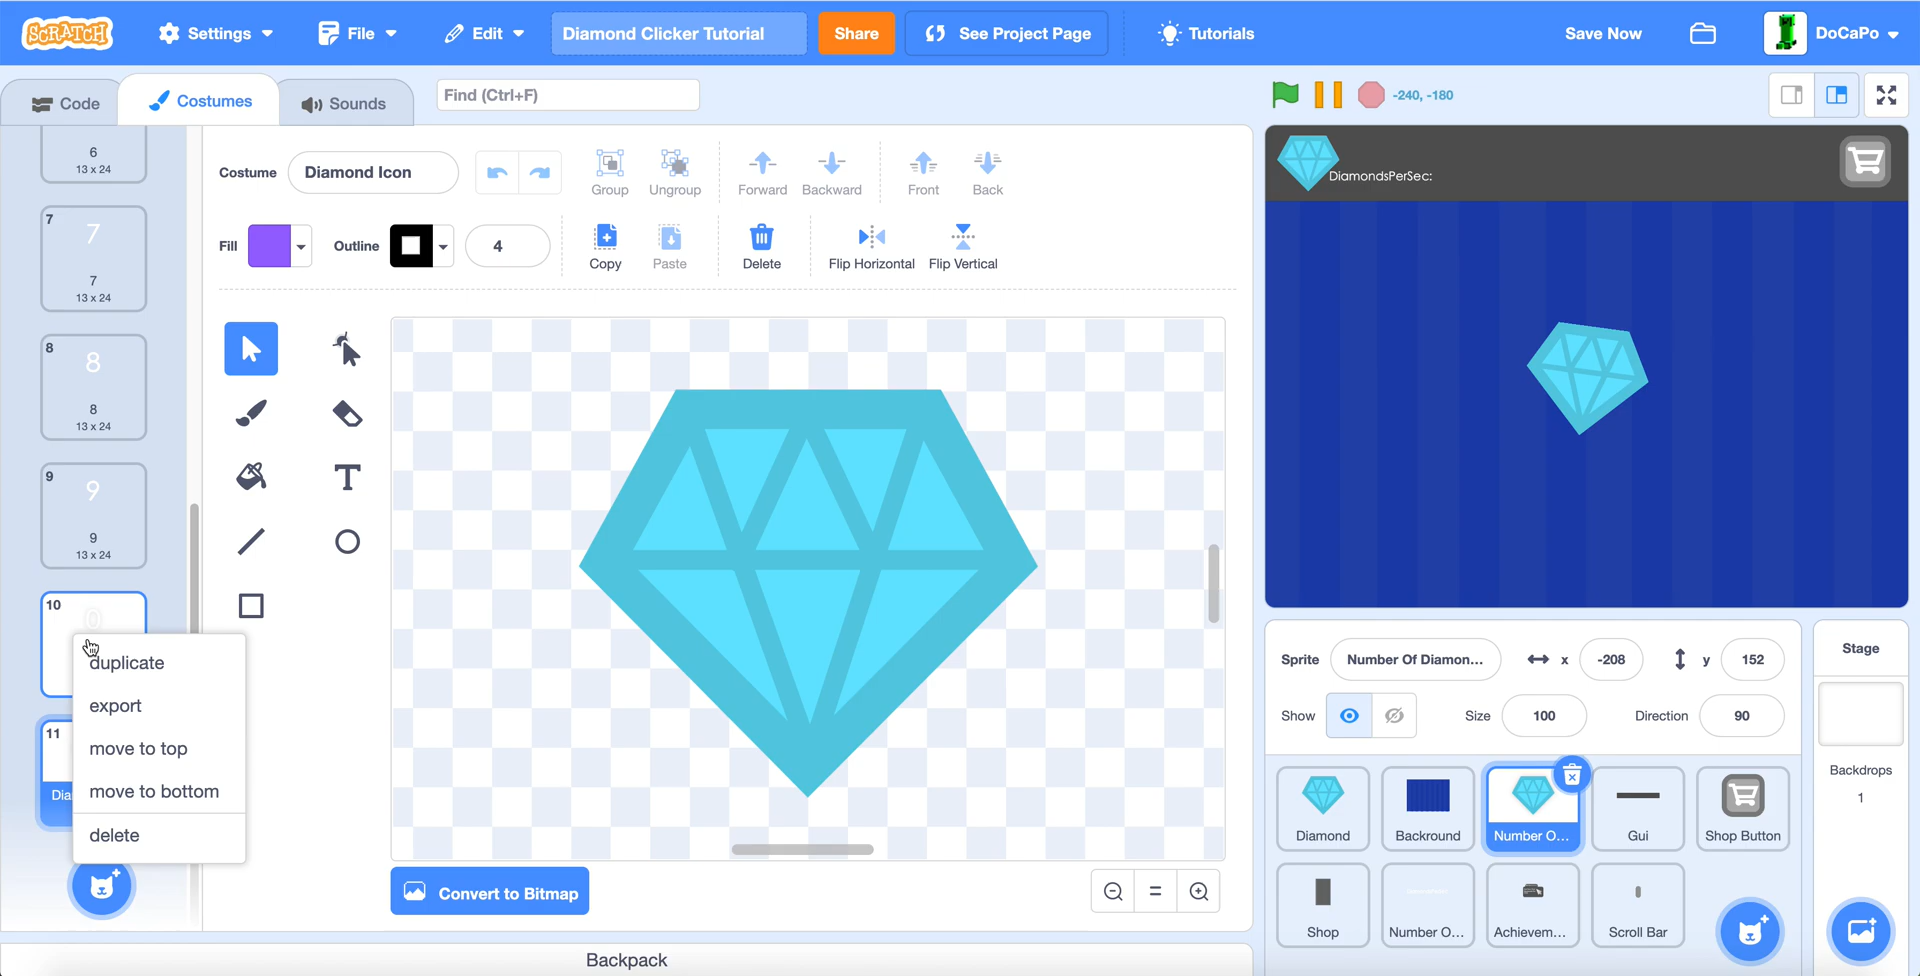 SCRATCH Settings File Edit Diamond Clicker Tutorial Share See Project Page Tutorials Save Now DoCaPo
Code Costumes Sounds Find (Ctrl+F) -240, -180
6
13 x 24
7
7
7
13 x 24
8
8
8
13 x 24
9
9
9
13 x 24
10
0
duplicate
export
move to top
move to bottom
delete
11
Dia
Costume Diamond Icon Group Ungroup Forward Backward Front Back
Fill Outline 4 Copy Paste Delete Flip Horizontal Flip Vertical
T
Convert to Bitmap =
Backpack
DiamondsPerSec:
Sprite Number Of Diamon... x -208 y 152
Show Size 100 Direction 90
Diamond Backround Number O... Gui Shop Button
Shop Number O... Achievem... Scroll Bar
Stage
Backdrops
1